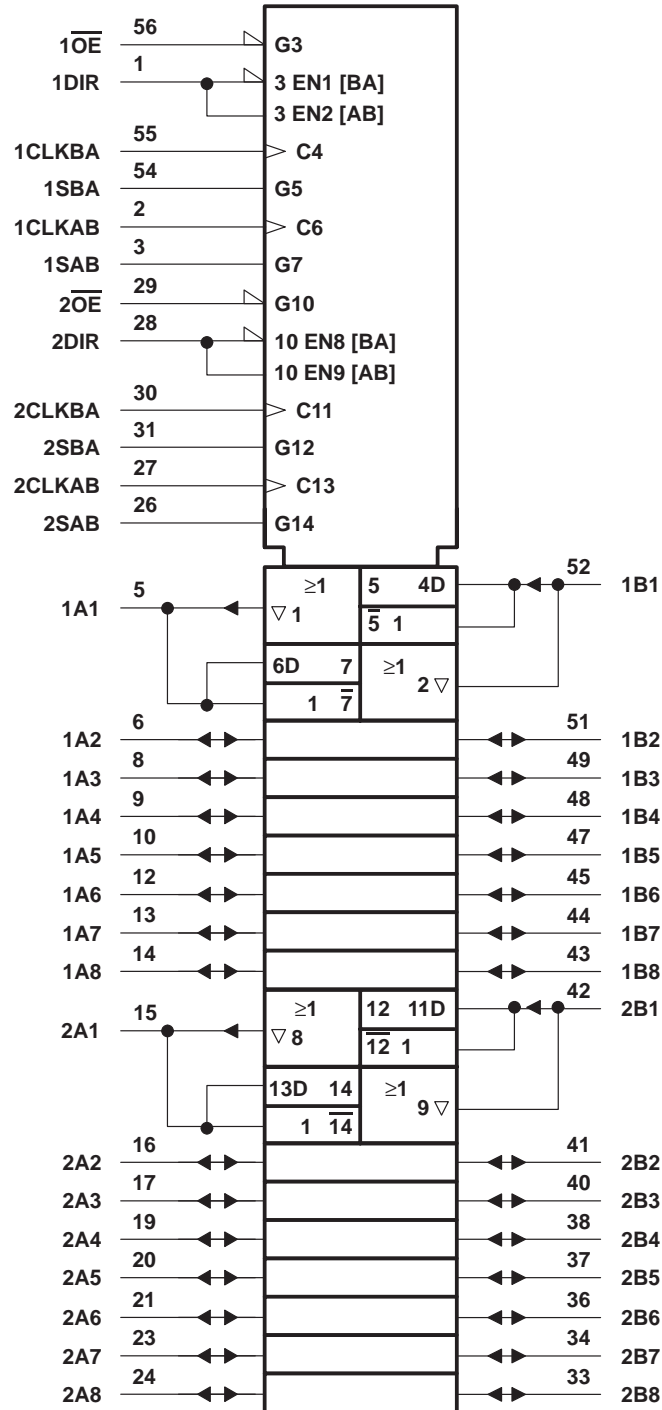 56
1O̅E̅ G3
1
1DIR 3 EN1 [BA]
3 EN2 [AB]
55
1CLKBA C4
54
1SBA G5
2
1CLKAB C6
3
1SAB G7
29
2O̅E̅ G10
28
2DIR 10 EN8 [BA]
10 EN9 [AB]
30
2CLKBA C11
31
2SBA G12
27
2CLKAB C13
26
2SAB G14
5 ≥1 5 4D 52
1A1 ▽ 1 5̅ 1 1B1
6D 7 ≥1
1 7̅ 2 ▽
6 51
1A2 1B2
8 49
1A3 1B3
9 48
1A4 1B4
10 47
1A5 1B5
12 45
1A6 1B6
13 44
1A7 1B7
14 43
1A8 1B8
15 ≥1 12 11D 42
2A1 ▽ 8 1̅2̅ 1 2B1
13D 14 ≥1
1 1̅4̅ 9 ▽
16 41
2A2 2B2
17 40
2A3 2B3
19 38
2A4 2B4
20 37
2A5 2B5
21 36
2A6 2B6
23 34
2A7 2B7
24 33
2A8 2B8